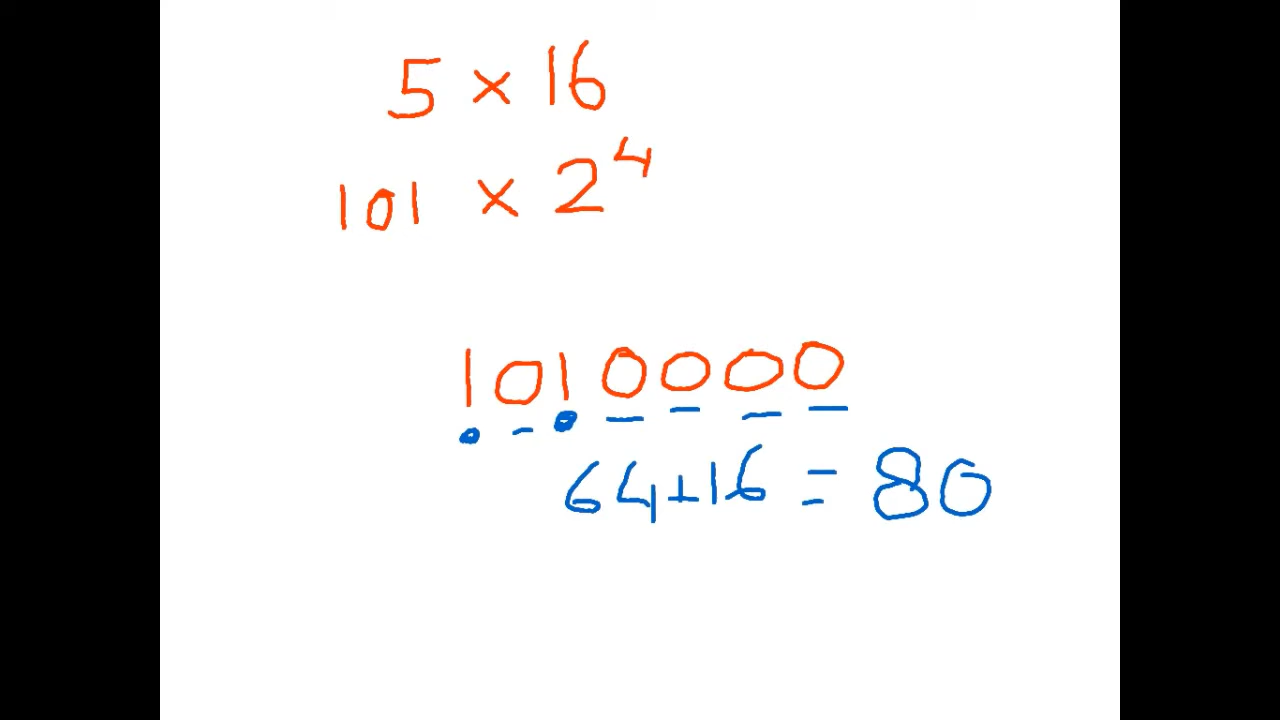 5 × 16
101 × 2⁴
1010000
64+16 = 80